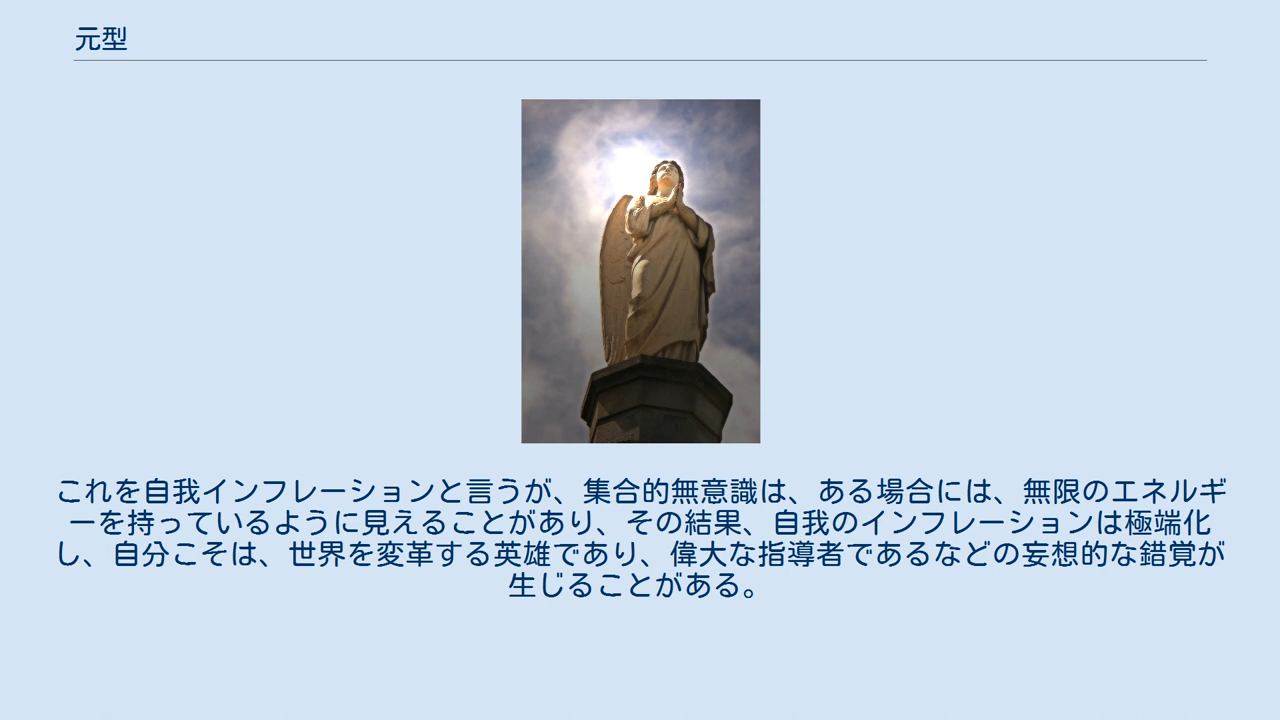 元型
これを自我インフレーションと言うが、集合的無意識は、ある場合には、無限のエネルギ
ーを持っているように見えることがあり、その結果、自我のインフレーションは極端化
し、自分こそは、世界を変革する英雄であり、偉大な指導者であるなどの妄想的な錯覚が
生じることがある。